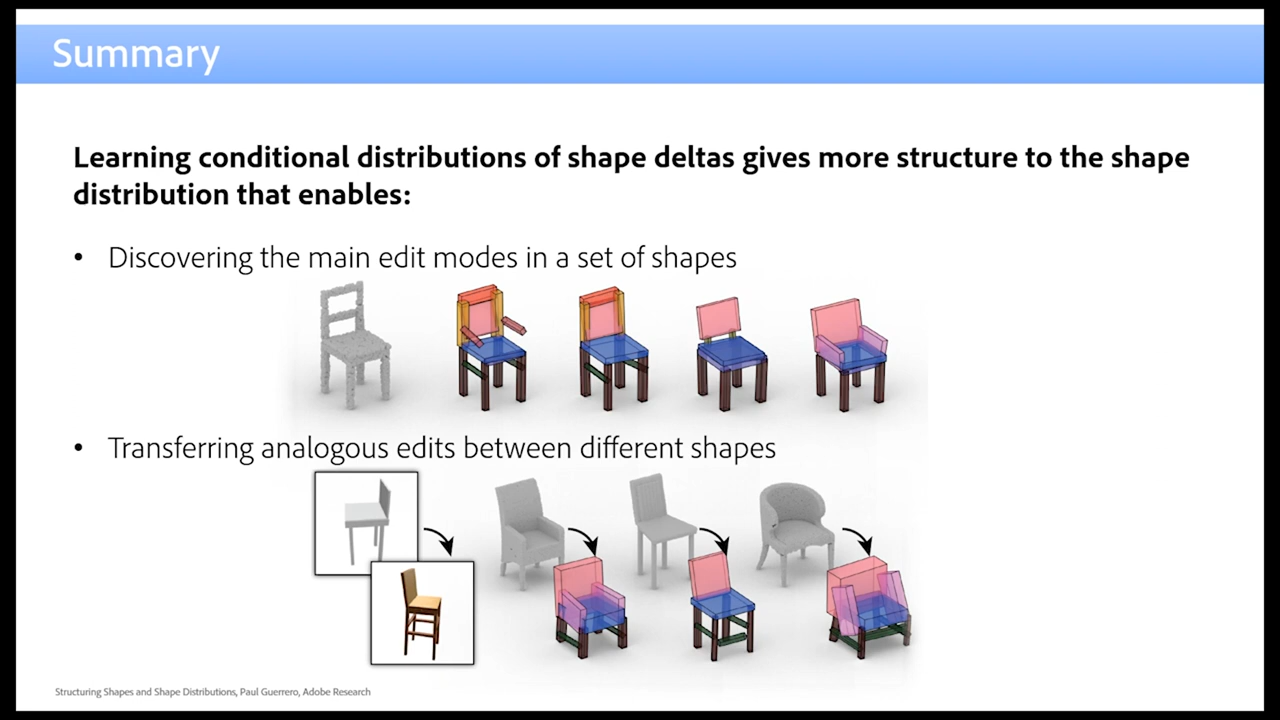 Summary
Learning conditional distributions of shape deltas gives more structure to the shape
distribution that enables:
• Discovering the main edit modes in a set of shapes
• Transferring analogous edits between different shapes
Structuring Shapes and Shape Distributions, Paul Guerrero, Adobe Research